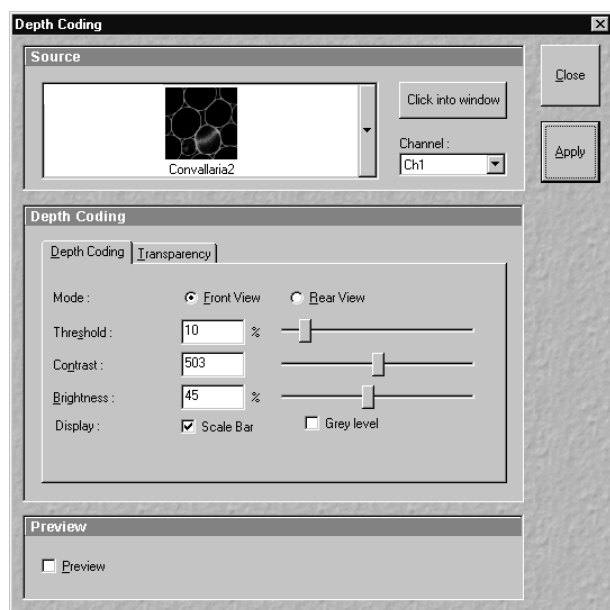 Depth Coding
Source
Close
Click into window
Channel :
Ch1
Apply
Convallaria2
Depth Coding
Depth Coding Transparency
Mode : Front View Rear View
Threshold : 10 %
Contrast : 503
Brightness : 45 %
Display : Scale Bar Grey level
Preview
Preview